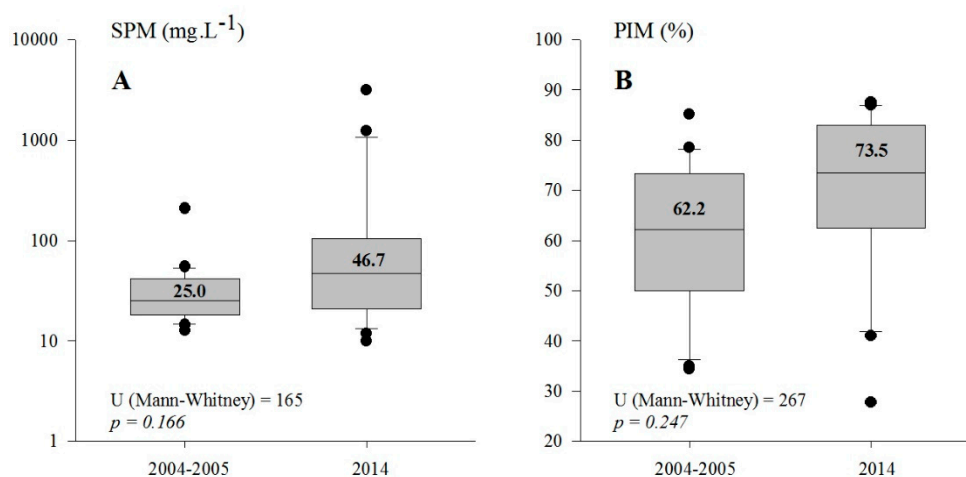 SPM (mg.L-1)
A
10000
1000
100
10
1
25.0
46.7
U (Mann-Whitney) = 165
p = 0.166
2004-2005
2014
PIM (%)
B
100
90
80
70
60
50
40
30
20
62.2
73.5
U (Mann-Whitney) = 267
p = 0.247
2004-2005
2014